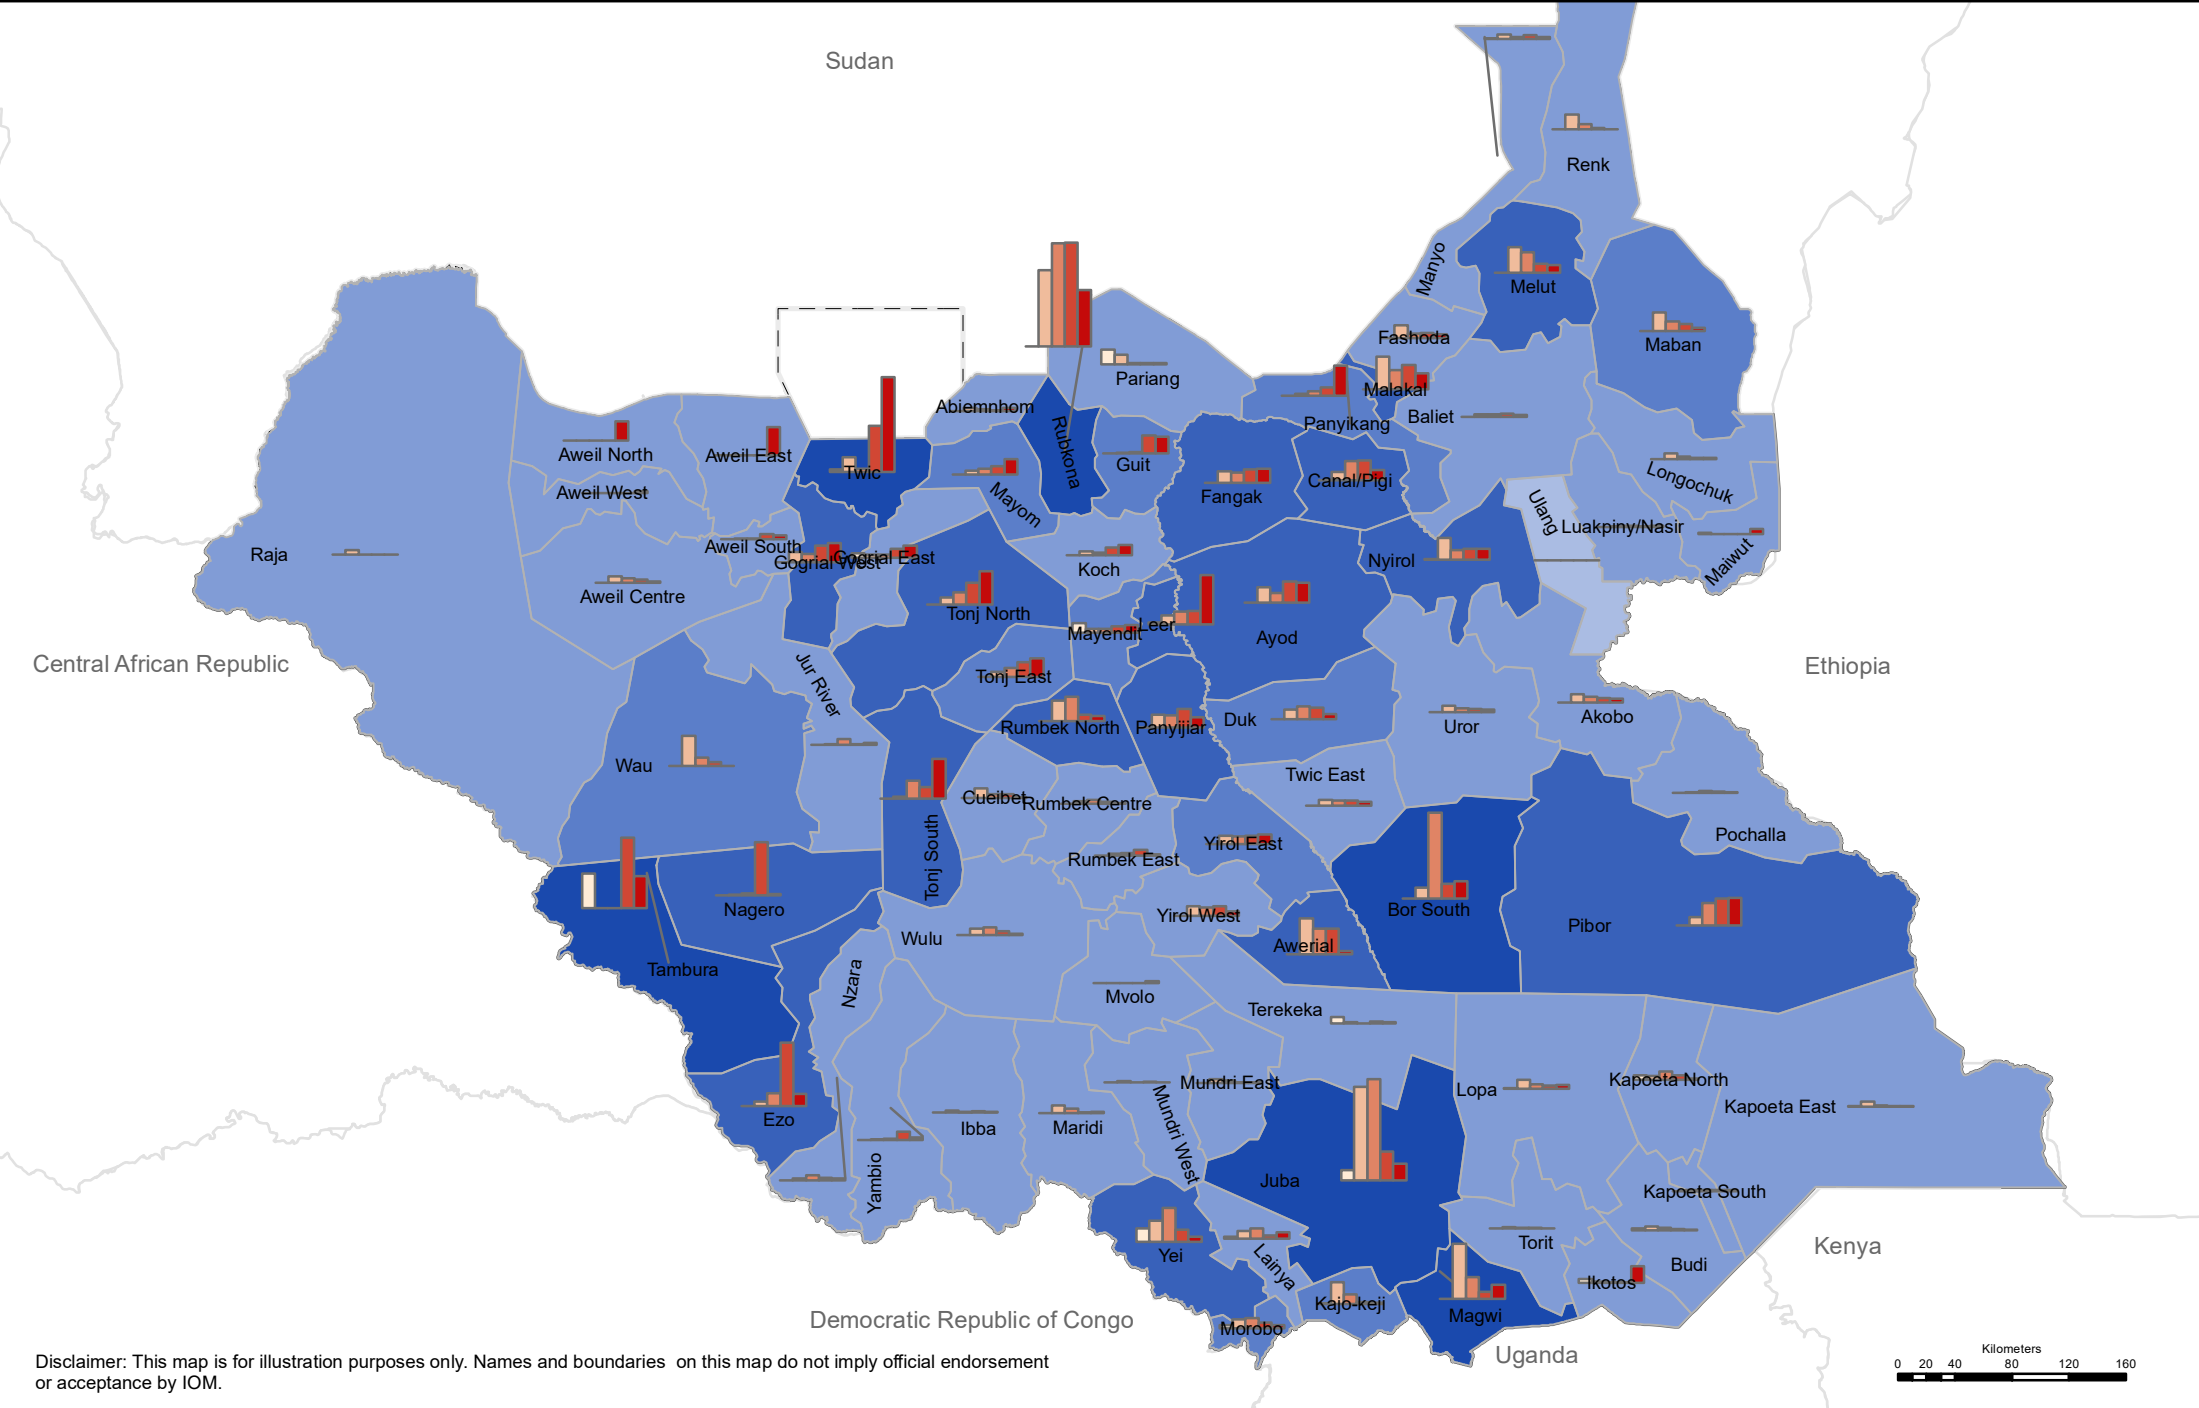 Sudan
Renk
Manyo
Melut
Fashoda
Maban
Pariang
Malakal
Abiemnhom
Panyikang
Baliet
Rubkona
Aweil North
Aweil East
Twic
Guit
Aweil West
Mayom
Fangak
Canal/Pigi
Longochuk
Ulang
Luakpiny/Nasir
Raja
Aweil South
Gogrial West
Gogrial East
Koch
Nyirol
Maiwut
Aweil Centre
Tonj North
Mayendit
Leer
Ayod
Central African Republic
Ethiopia
Jur River
Tonj East
Rumbek North
Panyijiar
Duk
Uror
Akobo
Wau
Twic East
Cueibet
Rumbek Centre
Pochalla
Tonj South
Rumbek East
Yirol East
Nagero
Yirol West
Bor South
Pibor
Wulu
Awerial
Tambura
Nzara
Mvolo
Terekeka
Mundri East
Lopa
Kapoeta North
Kapoeta East
Ezo
Ibba
Maridi
Mundri West
Yambio
Juba
Kapoeta South
Yei
Lainya
Torit
Budi
Kenya
Ikotos
Kajo-keji
Magwi
Morobo
Democratic Republic of Congo
Uganda
Kilometers
0 20 40 80 120 160
Disclaimer: This map is for illustration purposes only. Names and boundaries on this map do not imply official endorsement
or acceptance by IOM.